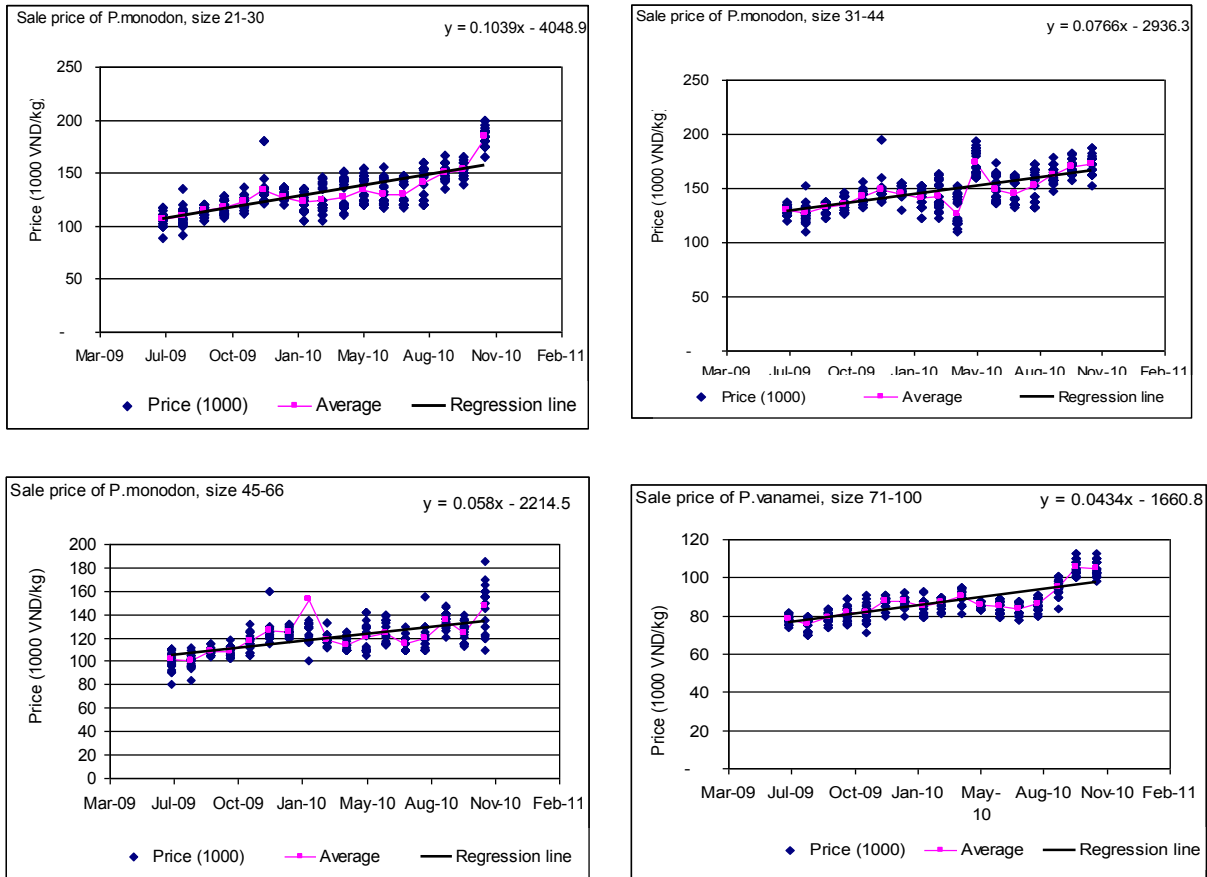 Sale price of P.monodon, size 21-30
y = 0.1039x - 4048.9
Price (1000 VND/kg)
250
200
150
100
50
-
Mar-09 Jul-09 Oct-09 Jan-10 May-10 Aug-10 Nov-10 Feb-11
Price (1000) Average Regression line
Sale price of P.monodon, size 31-44
y = 0.0766x - 2936.3
Price (1000 VND/kg)
250
200
150
100
50
-
Mar-09 Jul-09 Oct-09 Jan-10 May-10 Aug-10 Nov-10 Feb-11
Price (1000) Average Regression line
Sale price of P.monodon, size 45-66
y = 0.058x - 2214.5
Price (1000 VND/kg)
200
180
160
140
120
100
80
60
40
20
0
Mar-09 Jul-09 Oct-09 Jan-10 May-10 Aug-10 Nov-10 Feb-11
Price (1000) Average Regression line
Sale price of P.vanamei, size 71-100
y = 0.0434x - 1660.8
Price (1000 VND/kg)
120
100
80
60
40
20
-
Mar-09 Jul-09 Oct-09 Jan-10 May- Aug-10 Nov-10 Feb-11
10
Price (1000) Average Regression line